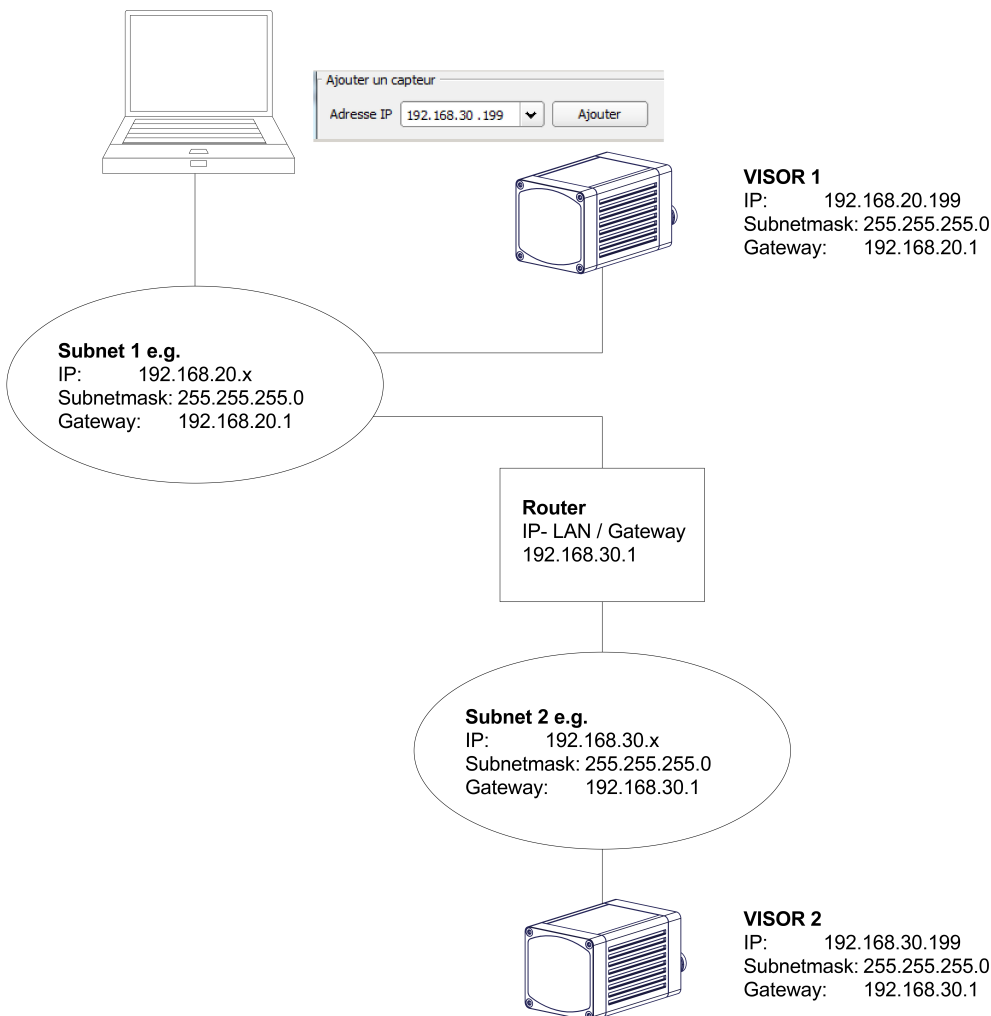 Ajouter un capteur
Adresse IP 192.168.30 .199 Ajouter
VISOR 1
IP: 192.168.20.199
Subnetmask: 255.255.255.0
Gateway: 192.168.20.1
Subnet 1 e.g.
IP: 192.168.20.x
Subnetmask: 255.255.255.0
Gateway: 192.168.20.1
Router
IP- LAN / Gateway
192.168.30.1
Subnet 2 e.g.
IP: 192.168.30.x
Subnetmask: 255.255.255.0
Gateway: 192.168.30.1
VISOR 2
IP: 192.168.30.199
Subnetmask: 255.255.255.0
Gateway: 192.168.30.1